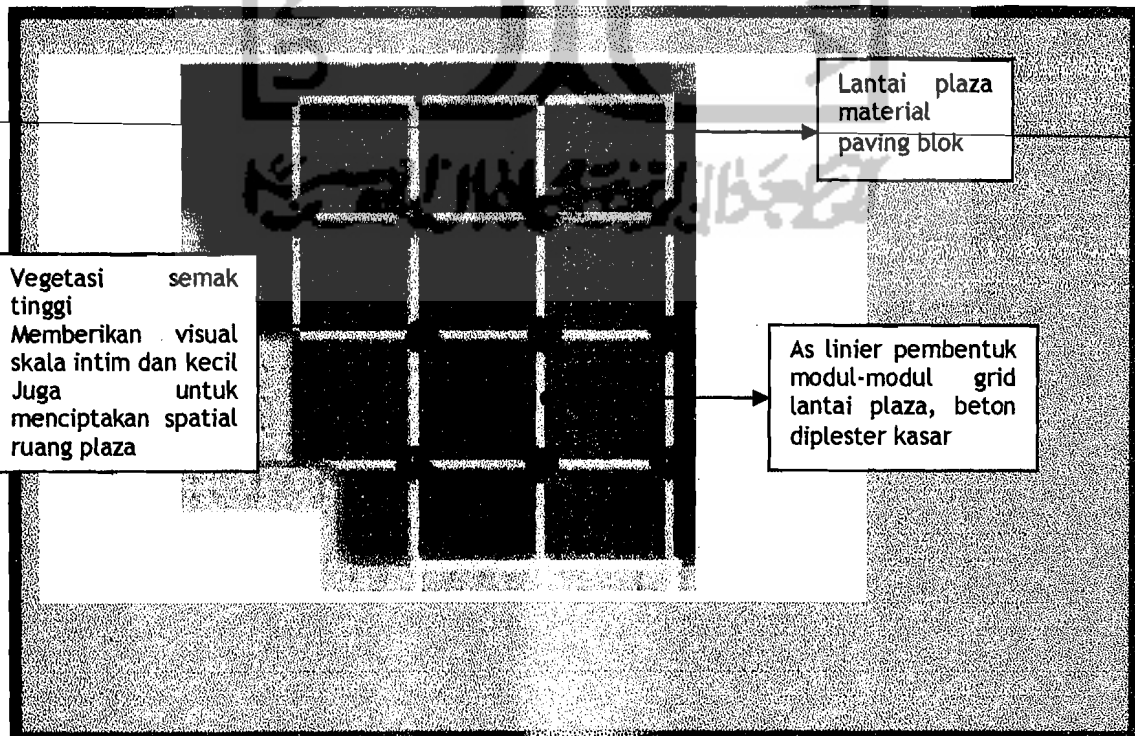 Lantai plaza
material
paving blok
Vegetasi semak
tinggi
Memberikan visual
skala intim dan kecil
Juga untuk
menciptakan spatial
ruang plaza
As linier pembentuk
modul-modul grid
lantai plaza, beton
diplester kasar